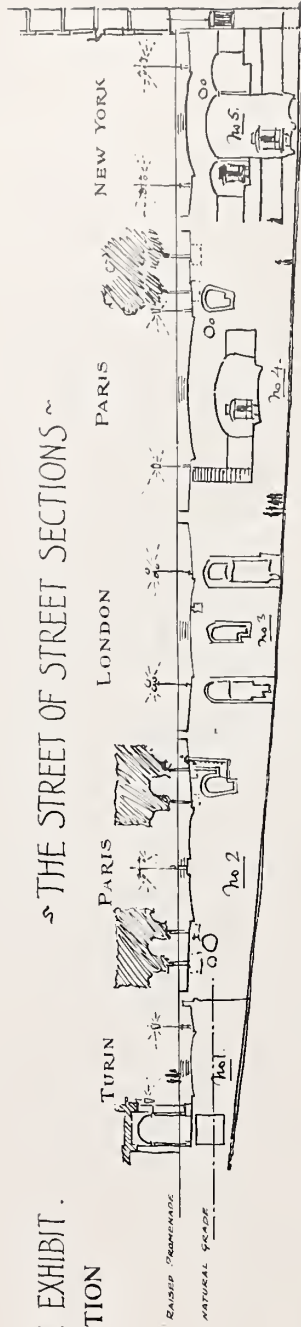 EXHIBIT.
TION
~ THE STREET OF STREET SECTIONS ~
TURIN
PARIS
LONDON
PARIS
NEW YORK
RAISED PROMENADE
NATURAL GRADE
No 1.
No 2
No 3
No 4.
No 5.